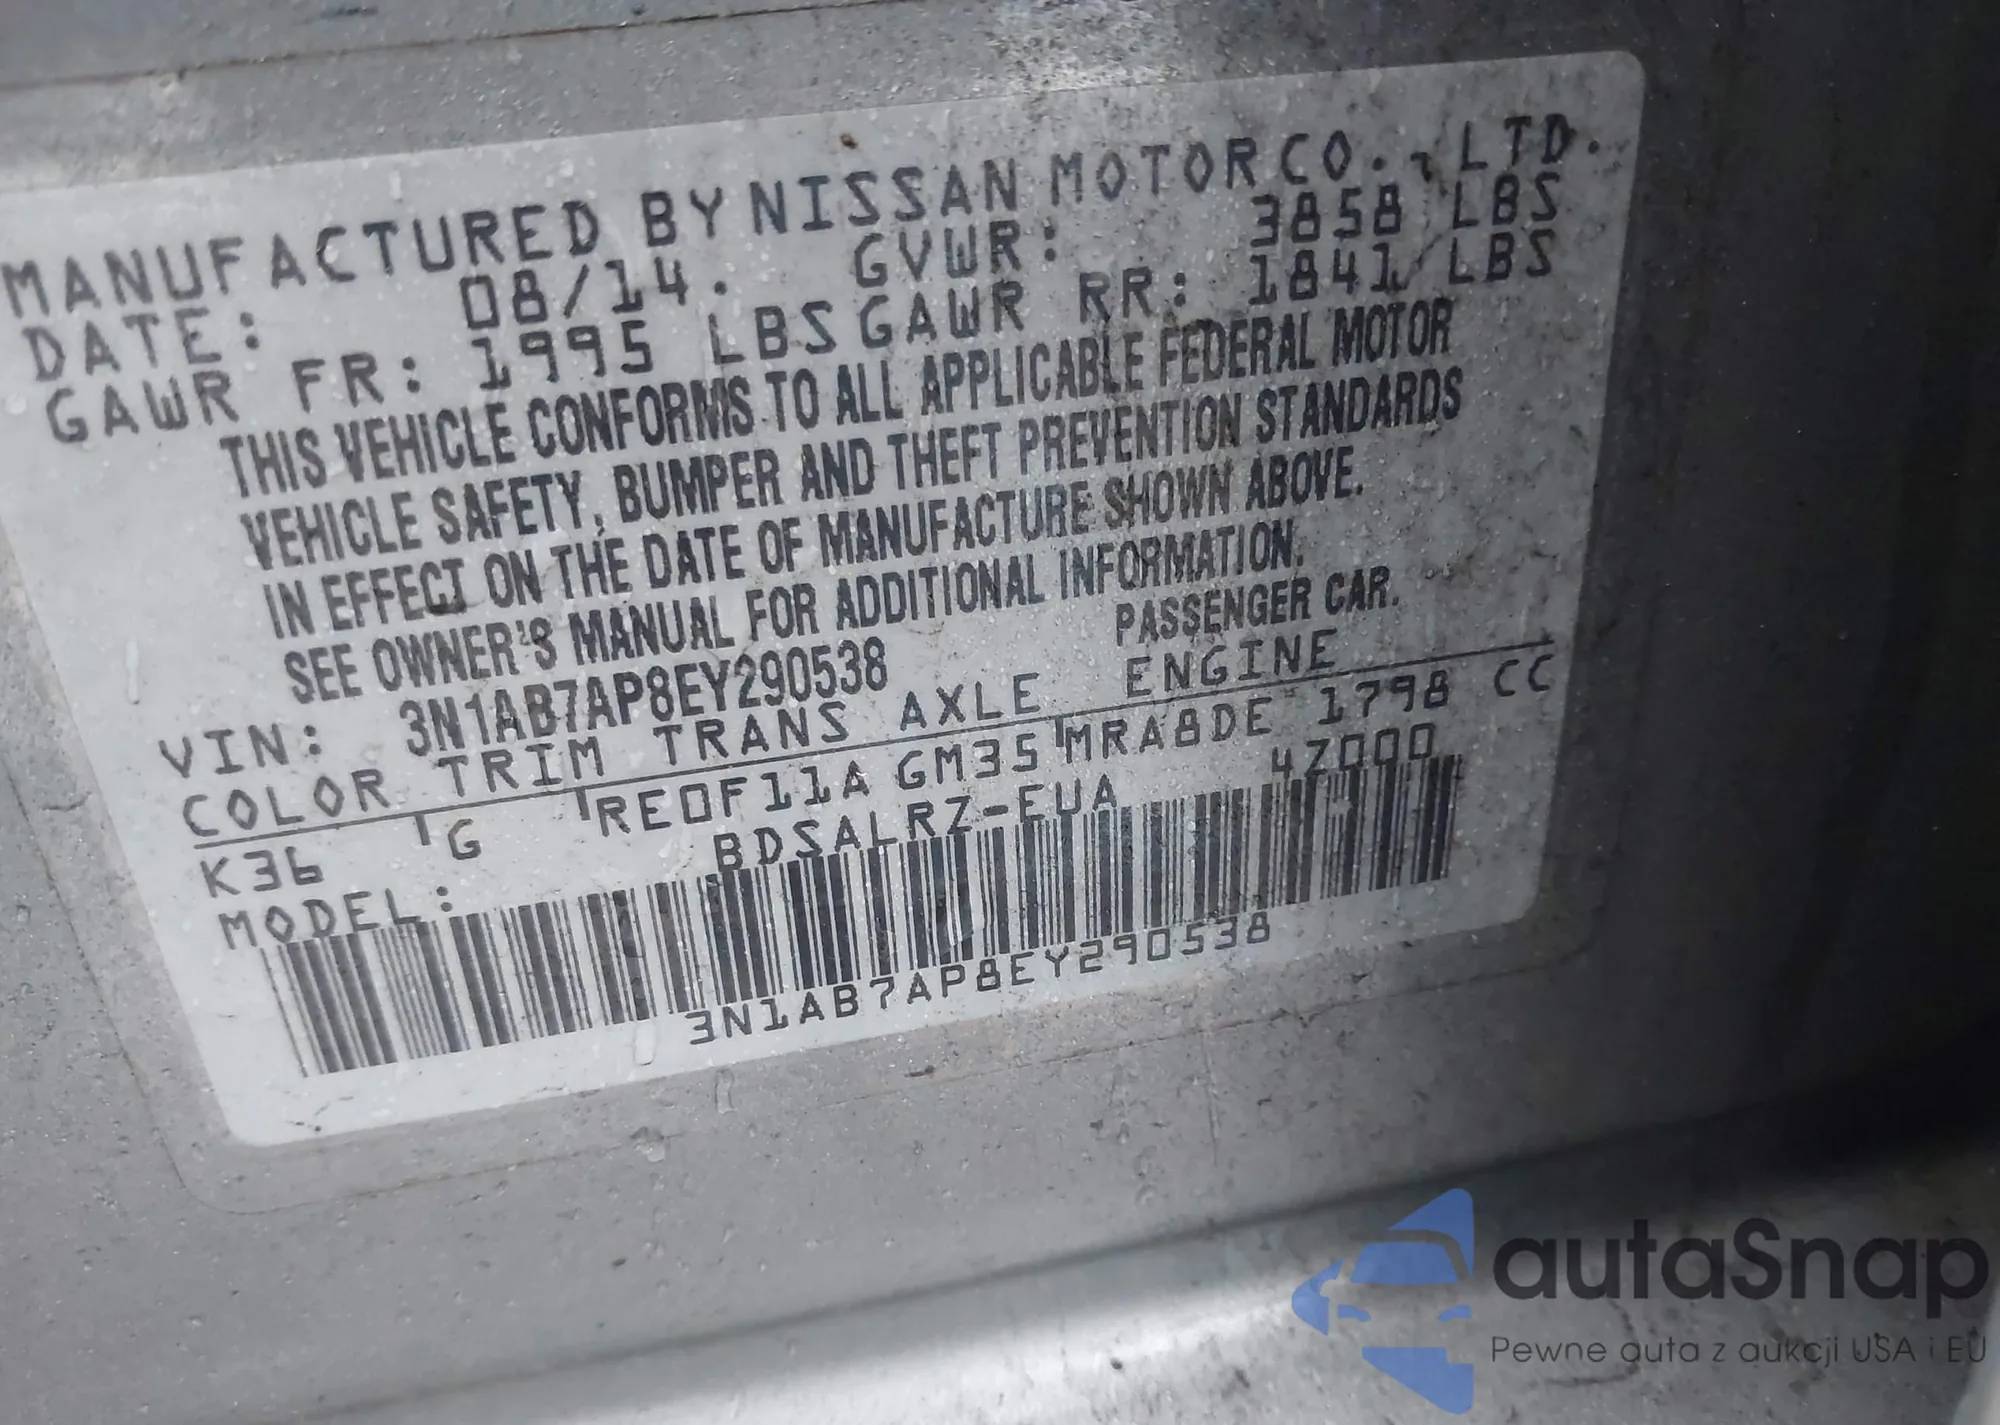 MANUFACTURED BY NISSAN MOTOR CO., LTD.
DATE: 08/14. GVWR: 3858 LBS
GAWR FR: 1995 LBS GAWR RR: 1841 LBS
THIS VEHICLE CONFORMS TO ALL APPLICABLE FEDERAL MOTOR
VEHICLE SAFETY, BUMPER AND THEFT PREVENTION STANDARDS
IN EFFECT ON THE DATE OF MANUFACTURE SHOWN ABOVE.
SEE OWNER'S MANUAL FOR ADDITIONAL INFORMATION.
VIN: 3N1AB7AP8EY290538 PASSENGER CAR.
COLOR TRIM TRANS AXLE ENGINE
K36 G RE0F11A GM35 MRA8DE 1798 CC
MODEL: BDSALRZ-EUA 4Z000
3N1AB7AP8EY290538
autaSnap
Pewne auta z aukcji USA i EU